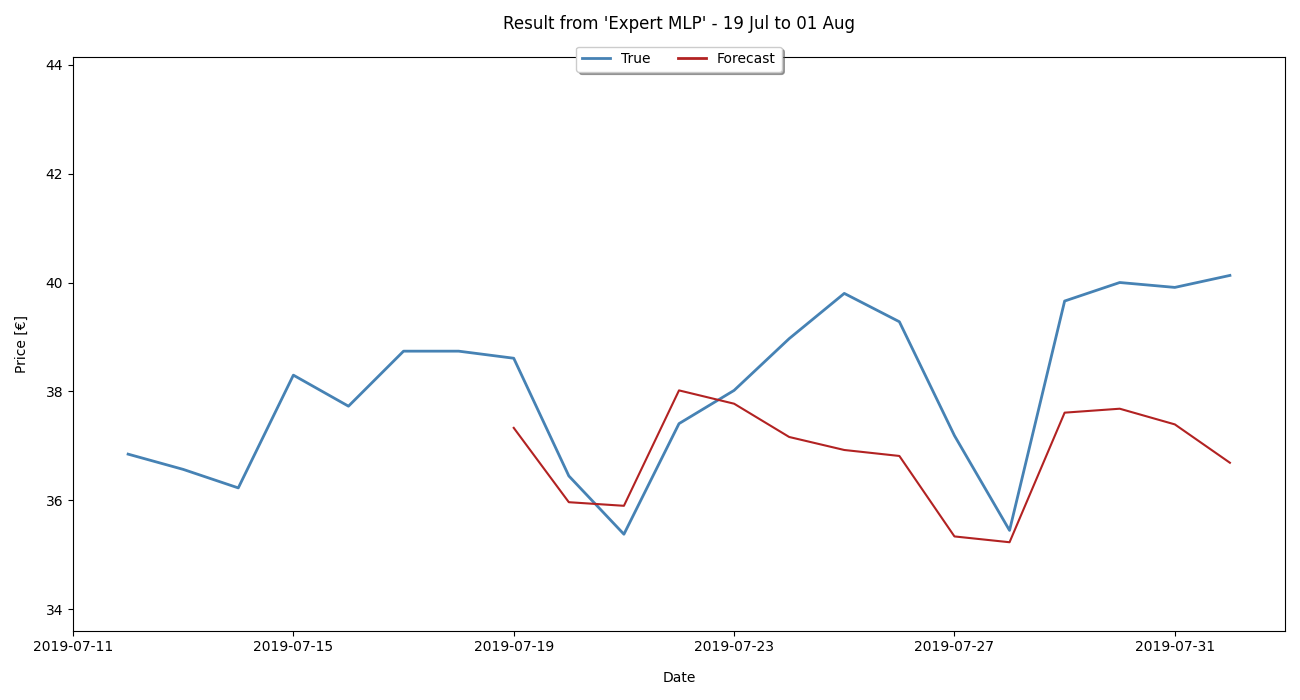 Result from 'Expert MLP' - 19 Jul to 01 Aug
True Forecast
44
42
40
38
36
34
Price [€]
2019-07-11 2019-07-15 2019-07-19 2019-07-23 2019-07-27 2019-07-31
Date